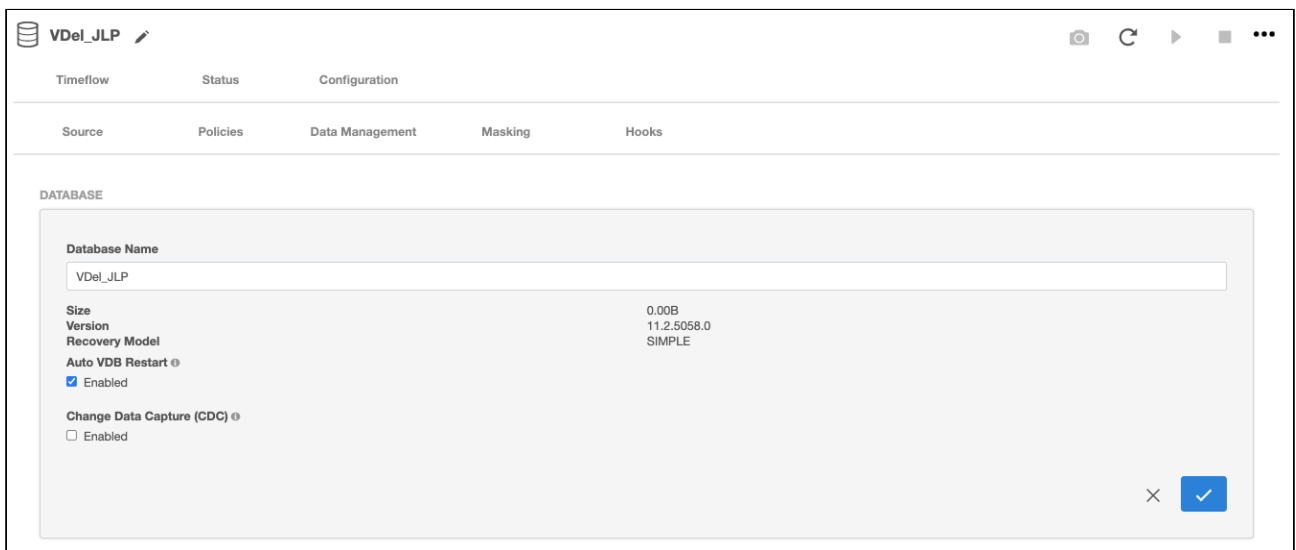 VDel_JLP
Timeflow Status Configuration
Source Policies Data Management Masking Hooks
DATABASE
Database Name
VDel_JLP
Size 0.00B
Version 11.2.5058.0
Recovery Model SIMPLE
Auto VDB Restart
Enabled
Change Data Capture (CDC)
Enabled